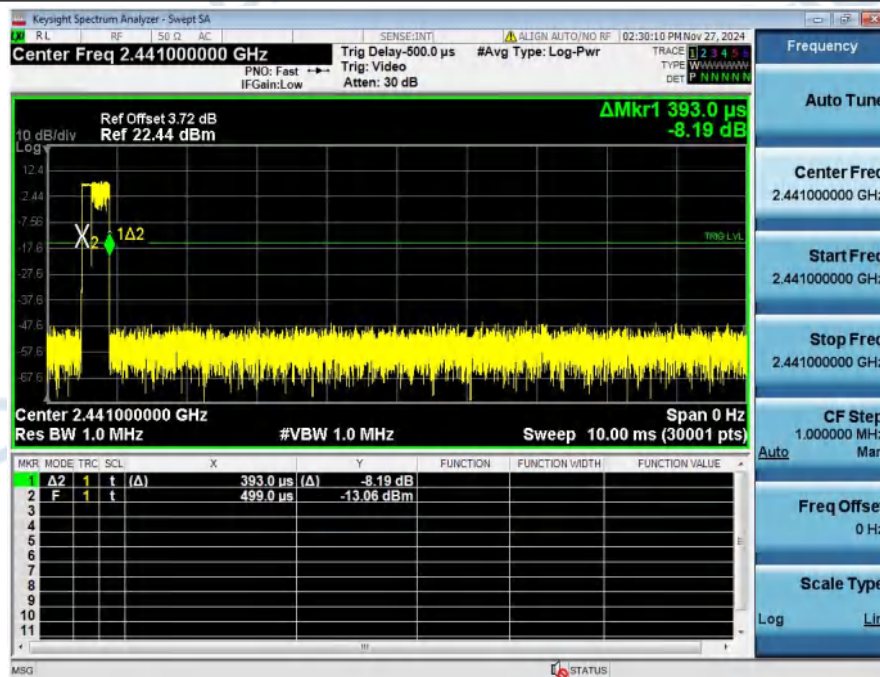 Keysight Spectrum Analyzer - Swept SA
RL RF 50 Ω AC SENSE:INT ALIGN AUTO/NO RF 02:30:10 PM Nov 27, 2024
Center Freq 2.441000000 GHz
PNO: Fast
IFGain:Low
Trig Delay-500.0 µs
Trig: Video
Atten: 30 dB
#Avg Type: Log-Pwr
TRACE 1 2 3 4 5 6
TYPE W
DET P N N N N N
Ref Offset 3.72 dB
Ref 22.44 dBm
10 dB/div
Log
ΔMkr1 393.0 µs
-8.19 dB
12.4
2.44
-7.56
-17.6
-27.6
-37.6
-47.6
-57.6
-67.6
X
2
1Δ2
TRIG LVL
Center 2.441000000 GHz
Span 0 Hz
Res BW 1.0 MHz
#VBW 1.0 MHz
Sweep 10.00 ms (30001 pts)
MKR MODE TRC SCL X Y FUNCTION FUNCTION WIDTH FUNCTION VALUE
1 Δ2 1 t (Δ) 393.0 µs (Δ) -8.19 dB
2 F 1 t 499.0 µs -13.06 dBm
3
4
5
6
7
8
9
10
11
MSG
STATUS
Frequency
Auto Tune
Center Freq
2.441000000 GHz
Start Freq
2.441000000 GHz
Stop Freq
2.441000000 GHz
CF Step
1.000000 MHz
Auto Man
Freq Offset
0 Hz
Scale Type
Log Lin